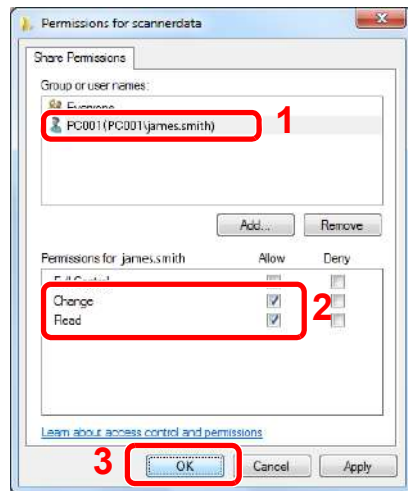 Permissions for scannerdata
Share Permissions
Group or user names:
Everyone
PC001(PC001\james.smith)
1
Add... Remove
Permissions for james.smith Allow Deny
Full Control
Change
Read
2
Learn about access control and permissions
3
OK Cancel Apply